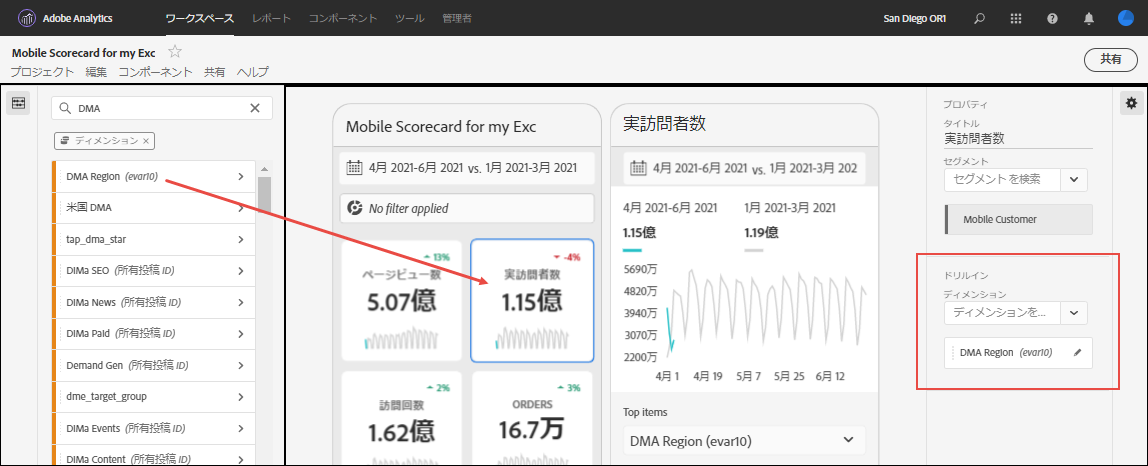 Adobe Analytics ワークスペース レポート コンポーネント ツール 管理者 San Diego OR1
Mobile Scorecard for my Exc
プロジェクト 編集 コンポーネント 共有 ヘルプ
共有
DMA
ディメンション
DMA Region (evar10)
米国 DMA
tap_dma_star
DIMa SEO (所有投稿 ID)
DIMa News (所有投稿 ID)
DIMa Paid (所有投稿 ID)
Demand Gen (所有投稿 ID)
dme_target_group
DIMa Events (所有投稿 ID)
DIMa Content (所有投稿 ID)
Mobile Scorecard for my Exc
4月 2021-6月 2021 vs. 1月 2021-3月 2021
No filter applied
13%
ページビュー数
5.07億
-4%
実訪問者数
1.15億
2%
訪問回数
1.62億
3%
ORDERS
16.7万
実訪問者数
4月 2021-6月 2021 vs. 1月 2021-3月 202
4月 2021-6月 2021 1月 2021-3月 2021
1.15億 1.19億
5690万
4820万
3940万
3070万
2200万
4月 1 4月 19 5月 7 5月 25 6月 12
Top items
DMA Region (evar10)
プロパティ
タイトル
実訪問者数
セグメント
セグメントを検索
Mobile Customer
ドリルイン
ディメンション
ディメンションを...
DMA Region (evar10)